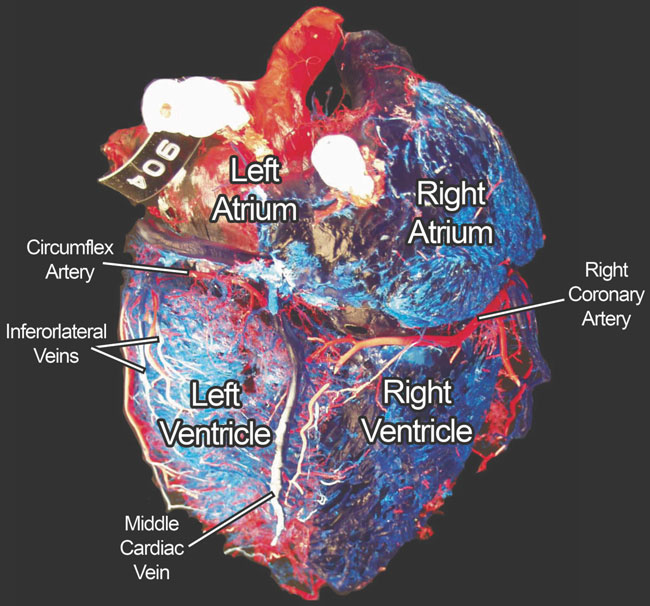 904
Left
Atrium
Right
Atrium
Circumflex
Artery
Right
Coronary
Artery
Inferorlateral
Veins
Left
Ventricle
Right
Ventricle
Middle
Cardiac
Vein